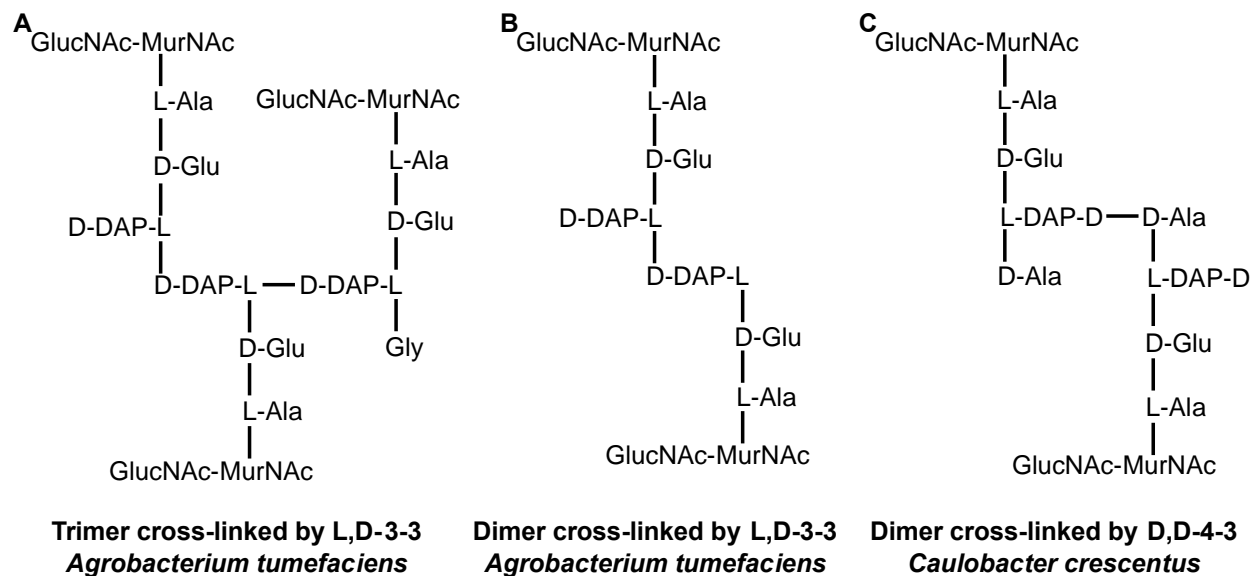 A
GlucNAc-MurNAc
L-Ala
D-Glu
D-DAP-L
D-DAP-L
D-Glu
L-Ala
GlucNAc-MurNAc
GlucNAc-MurNAc
L-Ala
D-Glu
D-DAP-L
Gly
Trimer cross-linked by L,D-3-3
Agrobacterium tumefaciens
B
GlucNAc-MurNAc
L-Ala
D-Glu
D-DAP-L
D-DAP-L
D-Glu
L-Ala
GlucNAc-MurNAc
Dimer cross-linked by L,D-3-3
Agrobacterium tumefaciens
C
GlucNAc-MurNAc
L-Ala
D-Glu
L-DAP-D
D-Ala
D-Ala
L-DAP-D
D-Glu
L-Ala
GlucNAc-MurNAc
Dimer cross-linked by D,D-4-3
Caulobacter crescentus